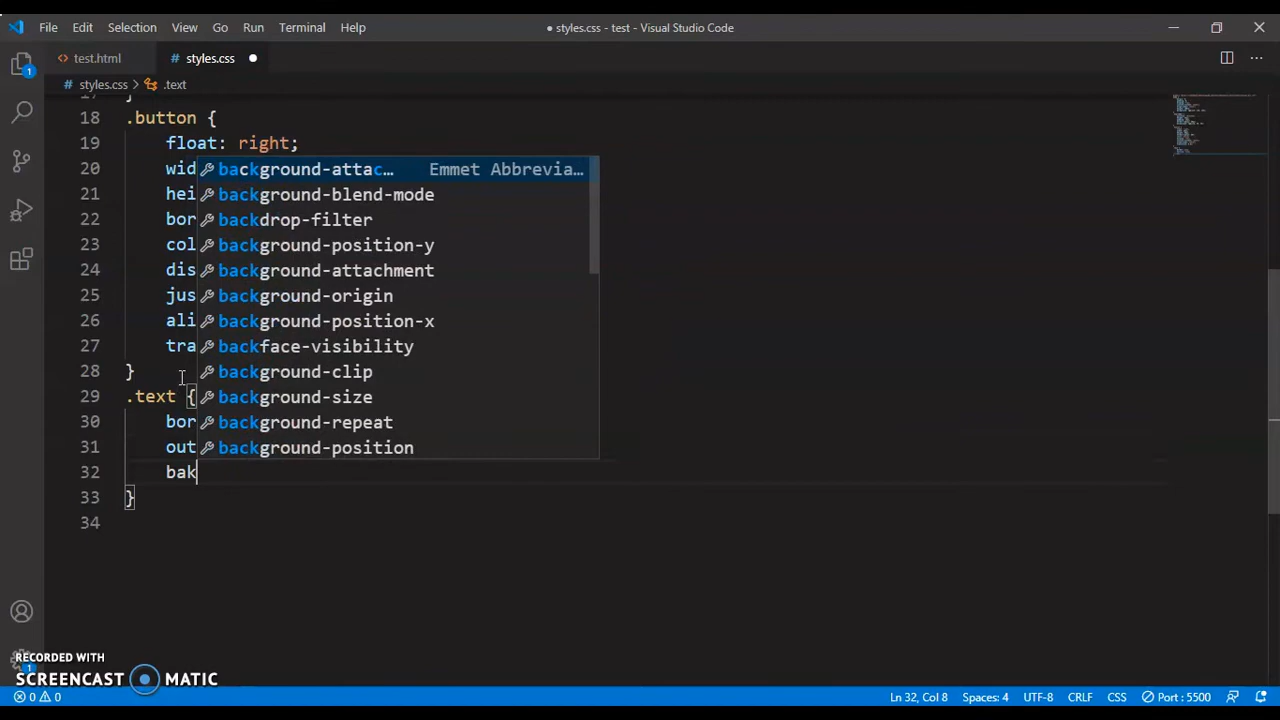 File Edit Selection View Go Run Terminal Help ● styles.css - test - Visual Studio Code
<> test.html # styles.css ●
# styles.css > .text
18 .button {
19 float: right;
20 wid
21 hei
22 bor
23 col
24 dis
25 jus
26 ali
27 tra
28 }
29 .text {
30 bor
31 out
32 bak
33 }
34
background-attac… Emmet Abbrevia…
background-blend-mode
backdrop-filter
background-position-y
background-attachment
background-origin
background-position-x
backface-visibility
background-clip
background-size
background-repeat
background-position
1
1
RECORDED WITH
SCREENCAST MATIC
0 0 Ln 32, Col 8 Spaces: 4 UTF-8 CRLF CSS Port : 5500